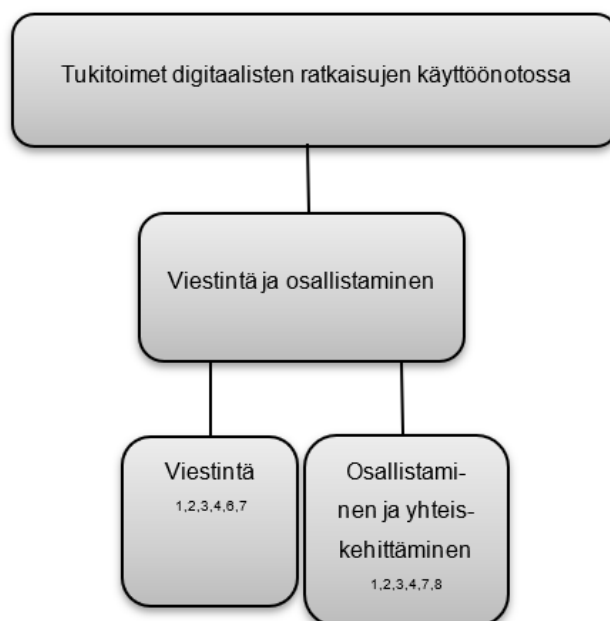 Tukitoimet digitaalisten ratkaisujen käyttöönotossa
Viestintä ja osallistaminen
Viestintä
1,2,3,4,6,7
Osallistami-
nen ja yhteis-
kehittäminen
1,2,3,4,7,8